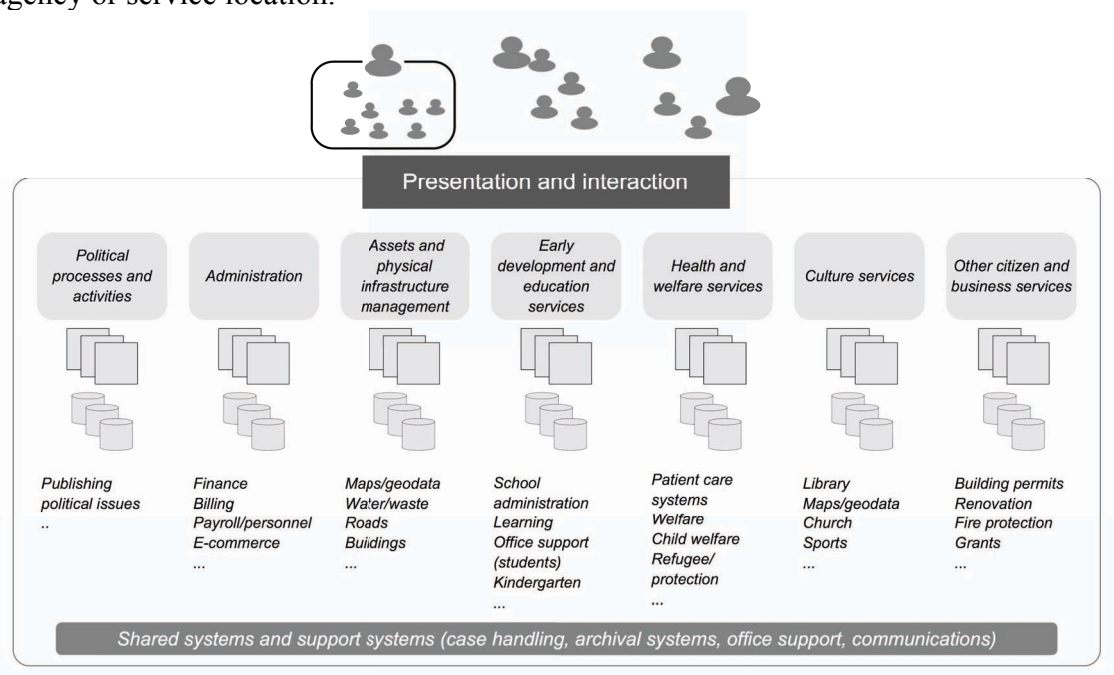 agency or service location.
Presentation and interaction
Political
processes and
activities
Administration
Assets and
physical
infrastructure
management
Early
development and
education
services
Health and
welfare services
Culture services
Other citizen and
business services
Publishing
political issues
..
Finance
Billing
Payroll/personnel
E-commerce
...
Maps/geodata
Water/waste
Roads
Buildings
...
School
administration
Learning
Office support
(students)
Kindergarten
...
Patient care
systems
Welfare
Child welfare
Refugee/
protection
...
Library
Maps/geodata
Church
Sports
...
Building permits
Renovation
Fire protection
Grants
...
Shared systems and support systems (case handling, archival systems, office support, communications)